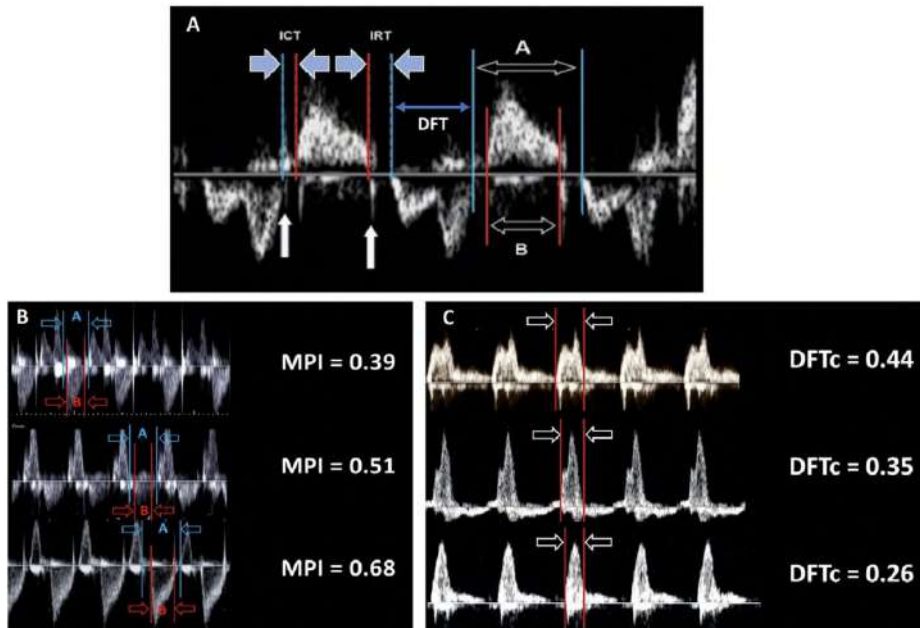 A
ICT
IRT
A
DFT
B
B
A
B
MPI = 0.39
A
B
MPI = 0.51
A
B
MPI = 0.68
C
DFTc = 0.44
DFTc = 0.35
DFTc = 0.26